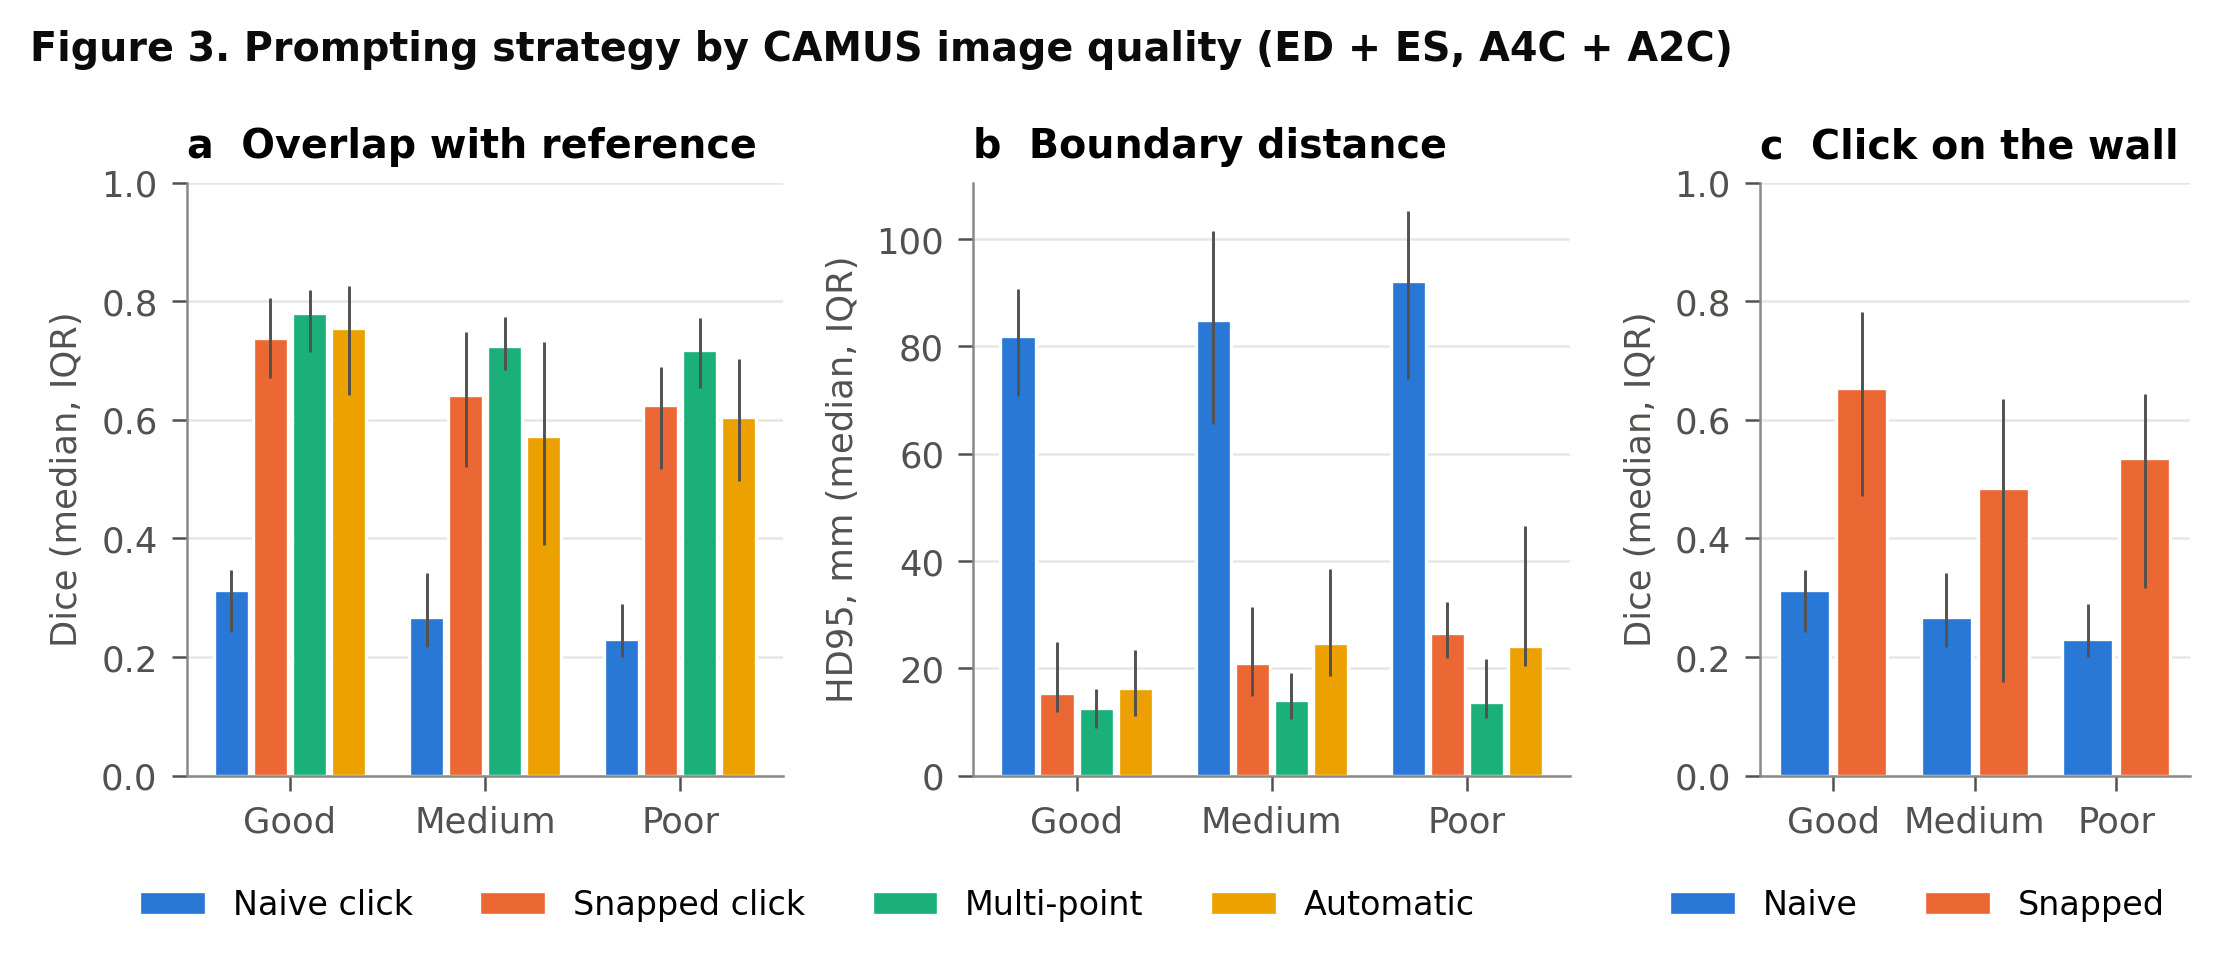 Figure 3. Prompting strategy by CAMUS image quality (ED + ES, A4C + A2C)
a Overlap with reference
Dice (median, IQR)
1.0
0.8
0.6
0.4
0.2
0.0
Good Medium Poor
b Boundary distance
HD95, mm (median, IQR)
100
80
60
40
20
0
Good Medium Poor
c Click on the wall
Dice (median, IQR)
1.0
0.8
0.6
0.4
0.2
0.0
Good Medium Poor
Naive click Snapped click Multi-point Automatic
Naive Snapped